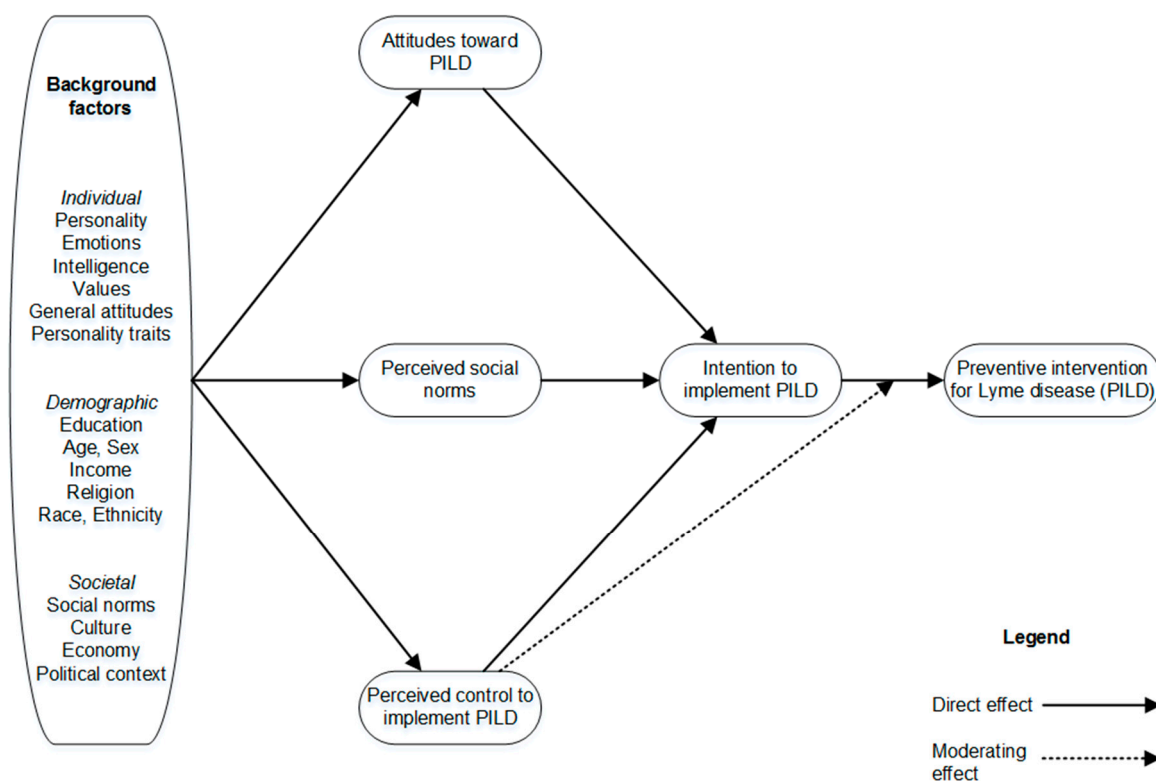 Background
factors
Individual
Personality
Emotions
Intelligence
Values
General attitudes
Personality traits
Demographic
Education
Age, Sex
Income
Religion
Race, Ethnicity
Societal
Social norms
Culture
Economy
Political context
Attitudes toward
PILD
Perceived social
norms
Perceived control to
implement PILD
Intention to
implement PILD
Preventive intervention
for Lyme disease (PILD)
Legend
Direct effect
Moderating
effect